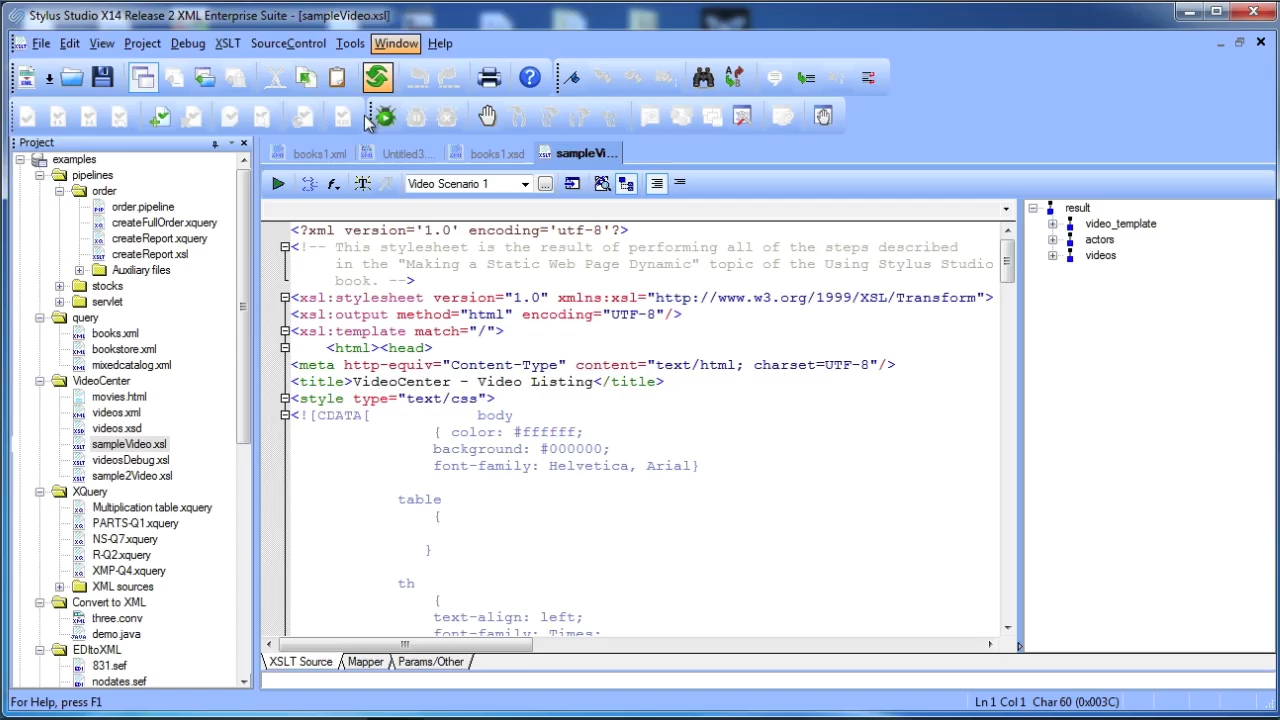 Stylus Studio X14 Release 2 XML Enterprise Suite - [sampleVideo.xsl]
File Edit View Project Debug XSLT SourceControl Tools Window Help
Project
examples
pipelines
order
order.pipeline
createFullOrder.xquery
createReport.xquery
createReport.xsl
Auxiliary files
stocks
servlet
query
books.xml
bookstore.xml
mixedcatalog.xml
VideoCenter
movies.html
videos.xml
videos.xsd
sampleVideo.xsl
videosDebug.xsl
sample2Video.xsl
XQuery
Multiplication table.xquery
PARTS-Q1.xquery
NS-Q7.xquery
R-Q2.xquery
XMP-Q4.xquery
XML sources
Convert to XML
three.conv
demo.java
EDItoXML
831.sef
nodates.sef
books1.xml Untitled3... books1.xsd sampleVi...
Video Scenario 1
<?xml version='1.0' encoding='utf-8'?>
<!-- This stylesheet is the result of performing all of the steps described
in the "Making a Static Web Page Dynamic" topic of the Using Stylus Studio
book. -->
<xsl:stylesheet version="1.0" xmlns:xsl="http://www.w3.org/1999/XSL/Transform">
<xsl:output method="html" encoding="UTF-8"/>
<xsl:template match="/">
<html><head>
<meta http-equiv="Content-Type" content="text/html; charset=UTF-8"/>
<title>VideoCenter - Video Listing</title>
<style type="text/css">
<![CDATA[ body
{ color: #ffffff;
background: #000000;
font-family: Helvetica, Arial}
table
{
}
th
{
text-align: left;
font-family: Times;
XSLT Source Mapper Params/Other
result
video_template
actors
videos
For Help, press F1
Ln 1 Col 1 Char 60 (0x003C)